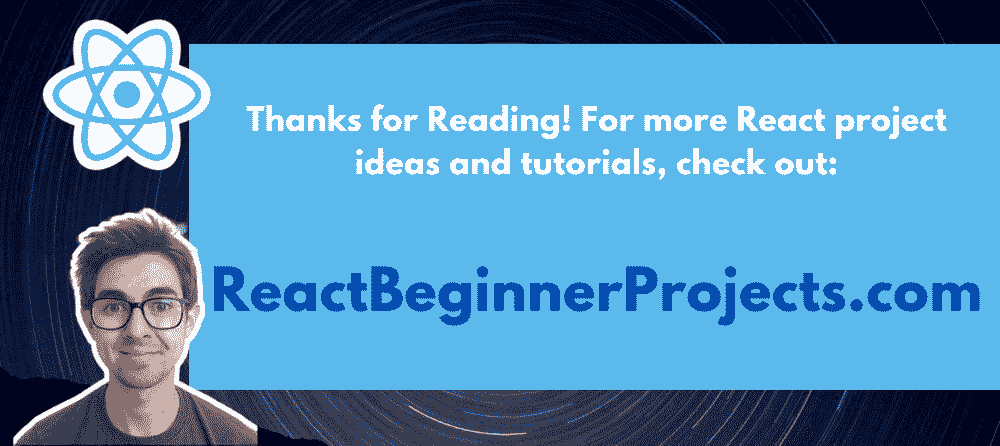 Thanks for Reading! For more React project
ideas and tutorials, check out:
ReactBeginnerProjects.com